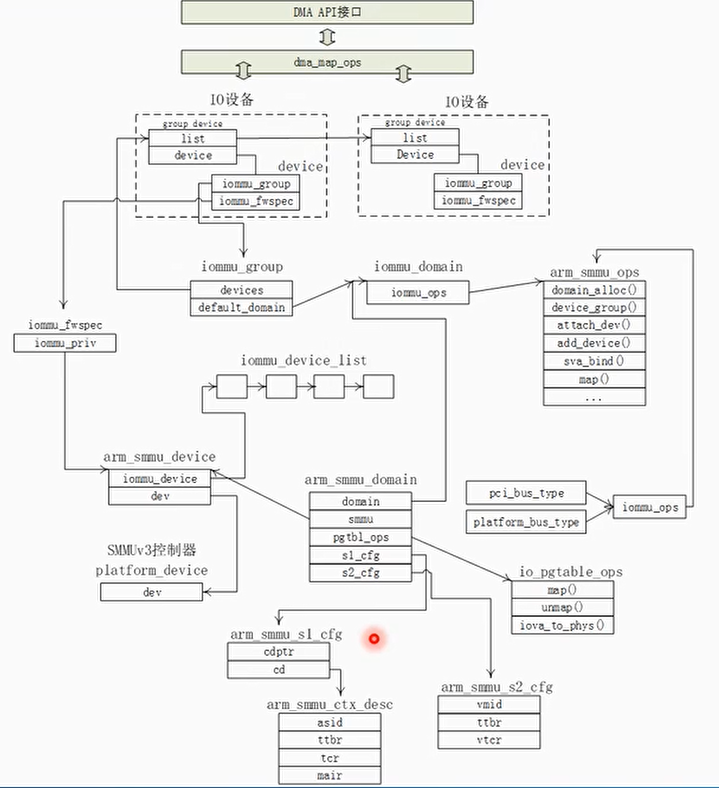 DMA API接口
dma_map_ops
IO设备
group device
list
device
device
iommu_group
iommu_fwspec
IO设备
group device
list
Device
device
iommu_group
iommu_fwspec
iommu_group
devices
default_domain
iommu_domain
iommu_ops
arm_smmu_ops
domain_alloc()
device_group()
attach_dev()
add_device()
sva_bind()
map()
...
iommu_fwspec
iommu_priv
iommu_device_list
arm_smmu_device
iommu_device
dev
arm_smmu_domain
domain
smmu
pgtbl_ops
s1_cfg
s2_cfg
pci_bus_type
platform_bus_type
iommu_ops
SMMUv3控制器
platform_device
dev
io_pgtable_ops
map()
unmap()
iova_to_phys()
arm_smmu_s1_cfg
cdptr
cd
arm_smmu_ctx_desc
asid
ttbr
tcr
mair
arm_smmu_s2_cfg
vmid
ttbr
vtcr